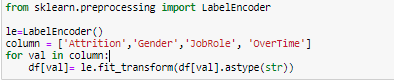 from sklearn.preprocessing import LabelEncoder
le=LabelEncoder()
column = ['Attrition','Gender','JobRole', 'OverTime']
for val in column:
    df[val]= le.fit_transform(df[val].astype(str))